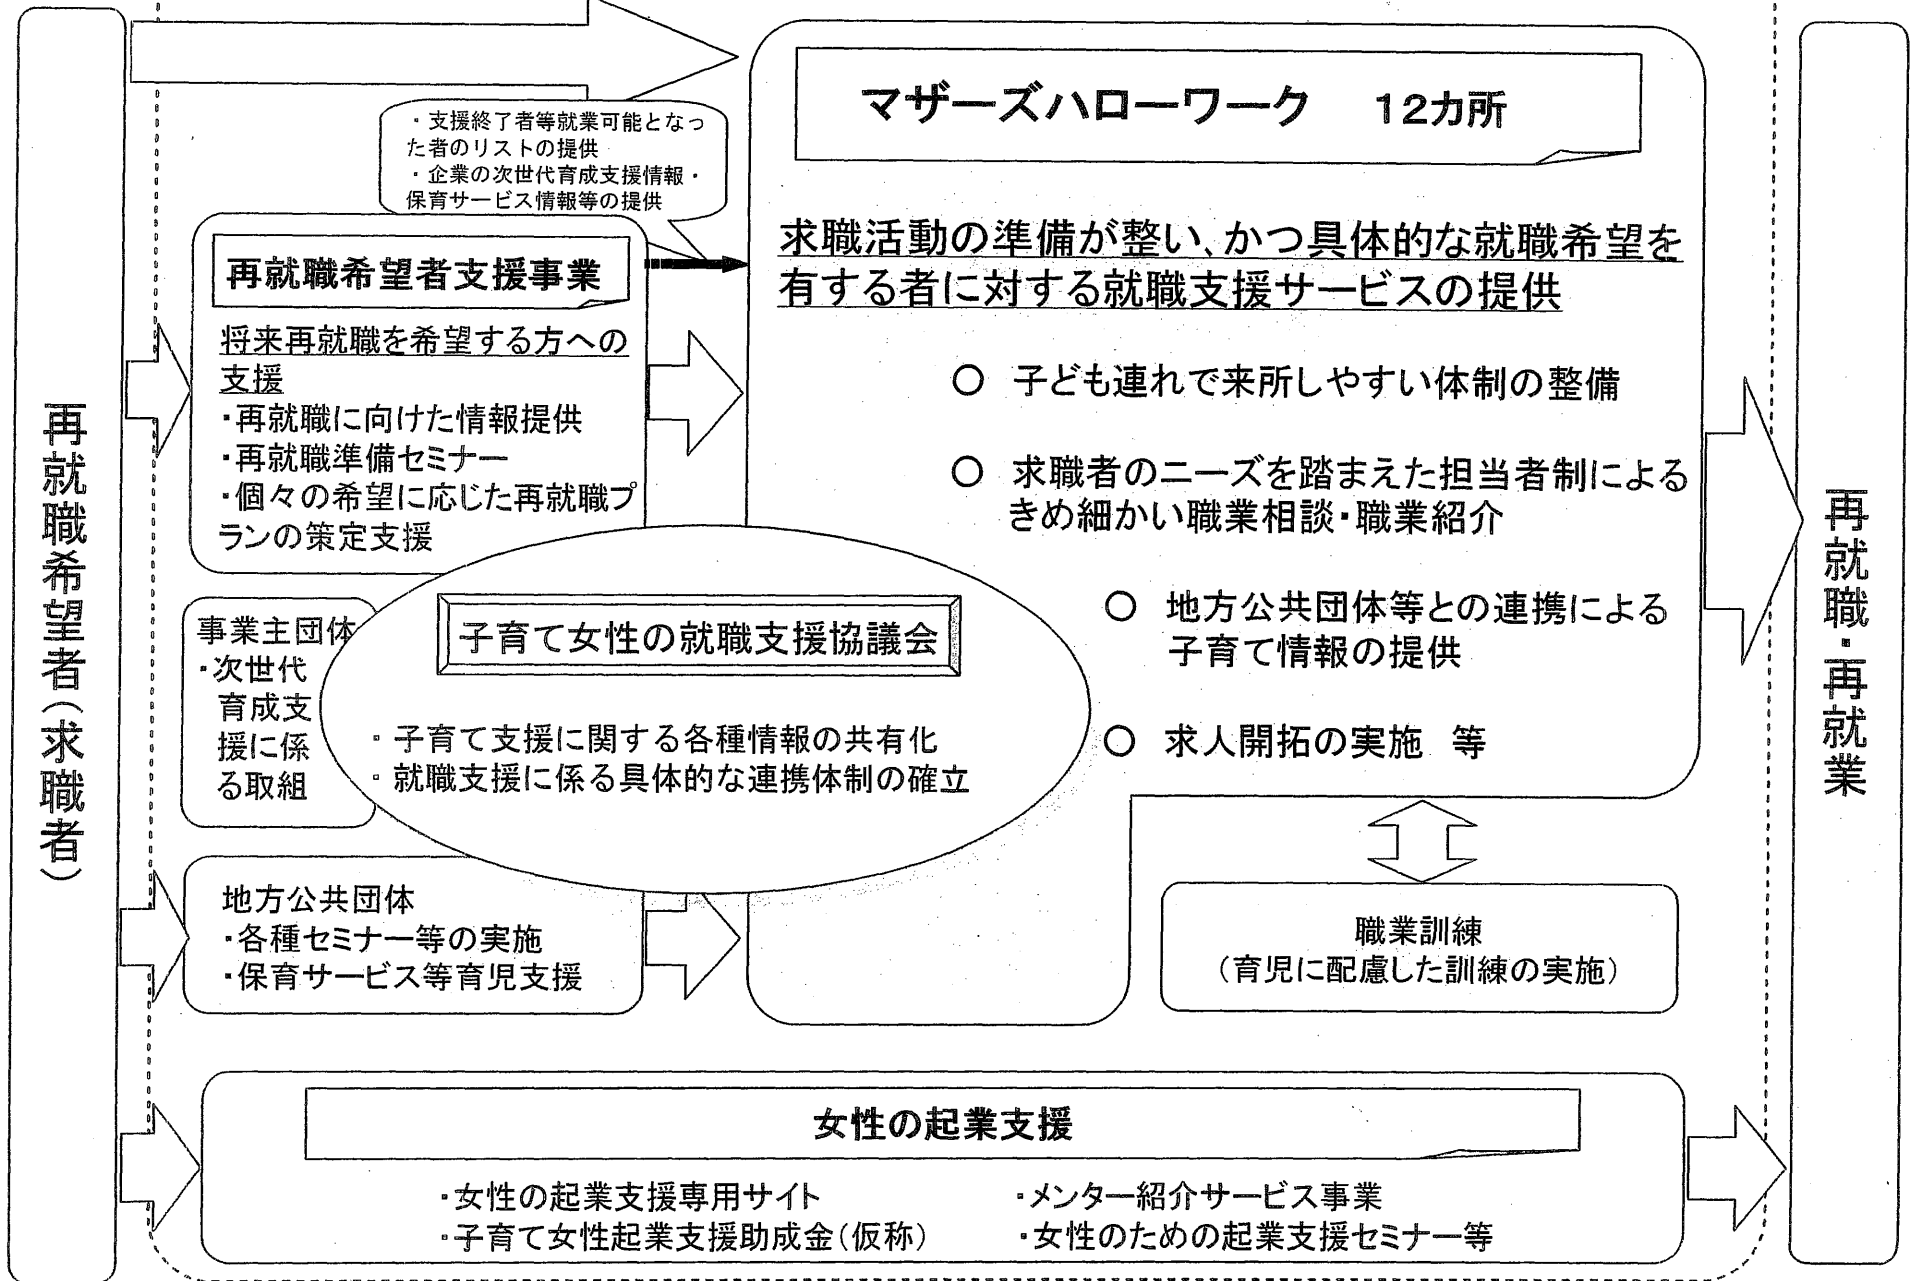 再就職希望者（求職者）
・支援終了者等就業可能となっ
た者のリストの提供
・企業の次世代育成支援情報・
保育サービス情報等の提供
再就職希望者支援事業
将来再就職を希望する方への
支援
・再就職に向けた情報提供
・再就職準備セミナー
・個々の希望に応じた再就職プ
ランの策定支援
事業主団体
・次世代
育成支
援に係
る取組
子育て女性の就職支援協議会
・子育て支援に関する各種情報の共有化
・就職支援に係る具体的な連携体制の確立
地方公共団体
・各種セミナー等の実施
・保育サービス等育児支援
マザーズハローワーク　12カ所
求職活動の準備が整い、かつ具体的な就職希望を
有する者に対する就職支援サービスの提供
○ 子ども連れで来所しやすい体制の整備
○ 求職者のニーズを踏まえた担当者制による
きめ細かい職業相談・職業紹介
○ 地方公共団体等との連携による
子育て情報の提供
○ 求人開拓の実施　等
職業訓練
（育児に配慮した訓練の実施）
女性の起業支援
・女性の起業支援専用サイト
・メンター紹介サービス事業
・子育て女性起業支援助成金（仮称）
・女性のための起業支援セミナー等
再就職・再就業